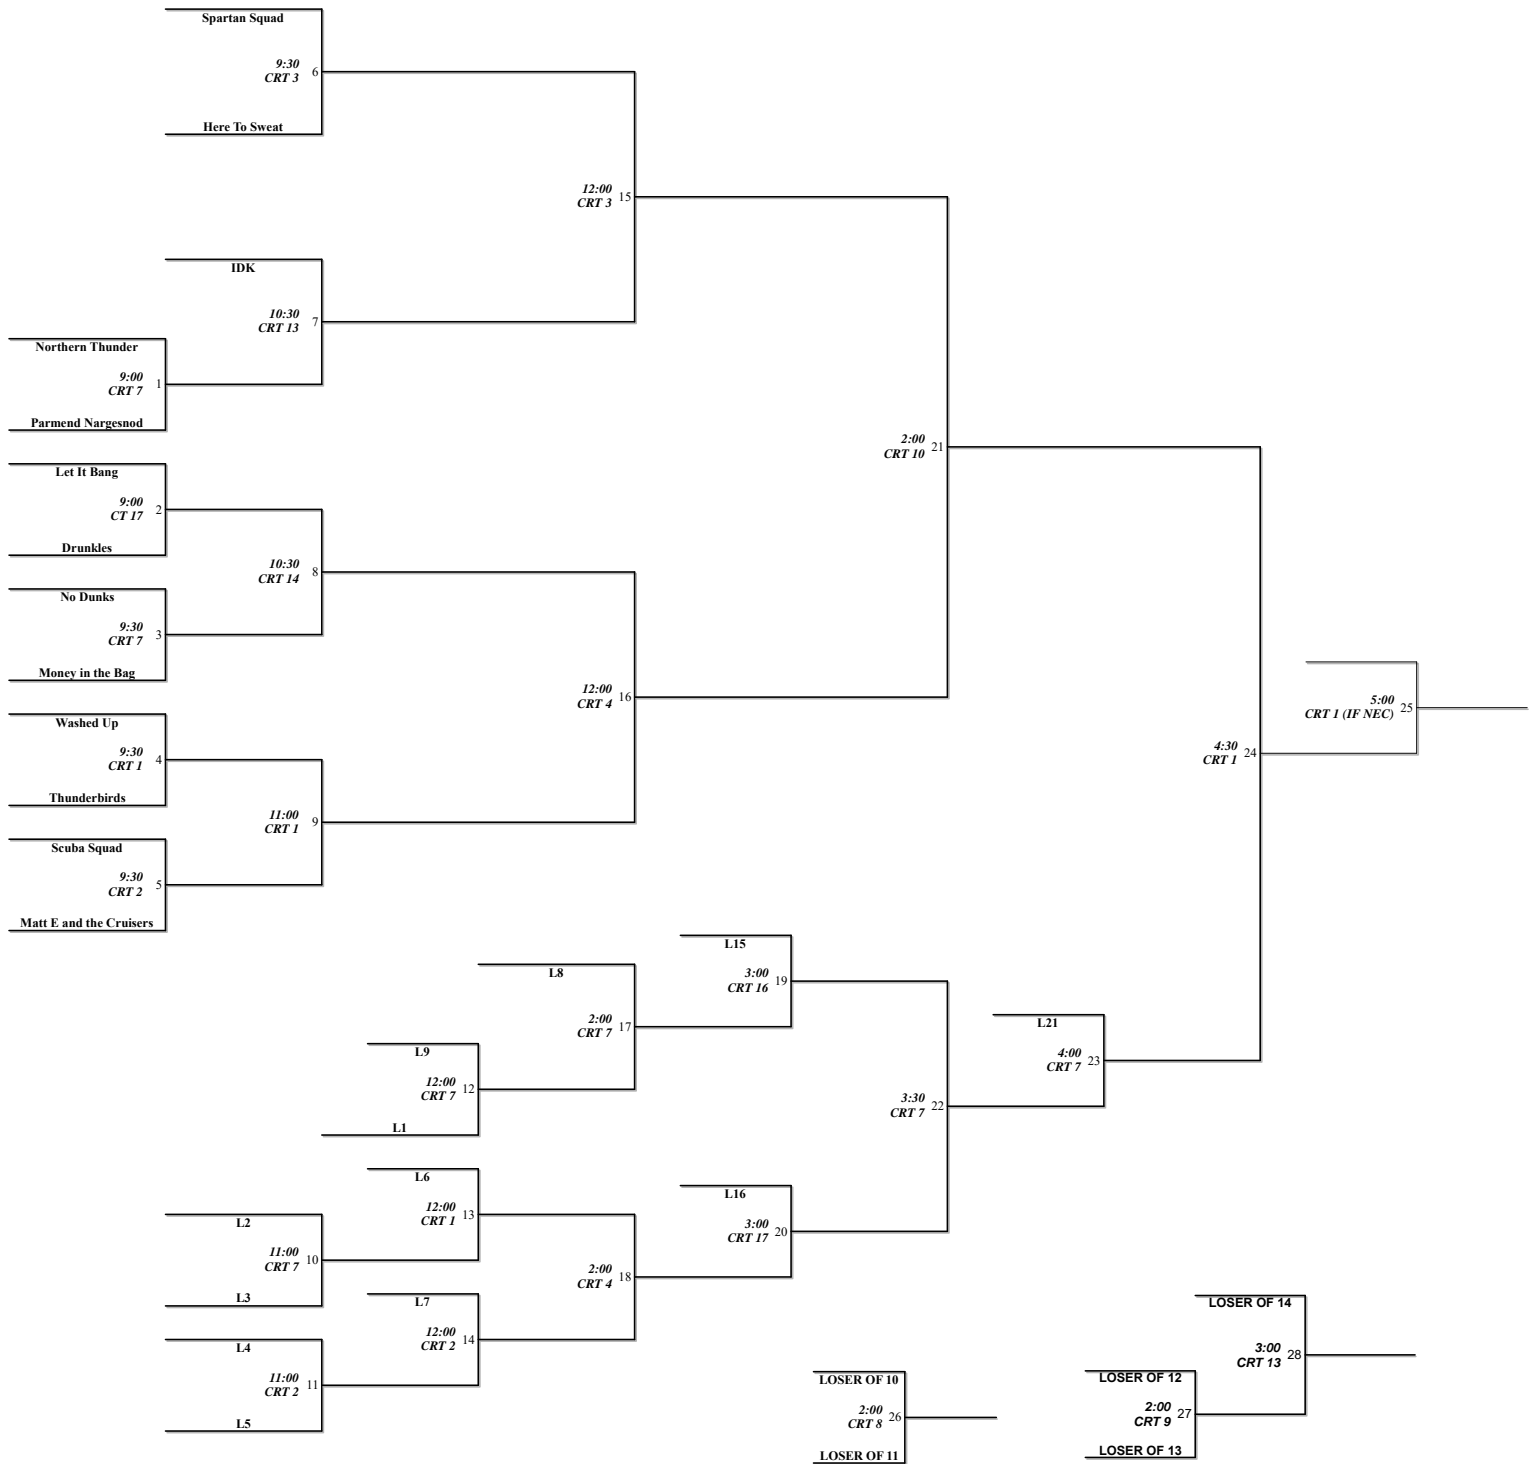 Spartan Squad
9:30
CRT 3
6
Here To Sweat
12:00
CRT 3
15
IDK
10:30
CRT 13
7
Northern Thunder
9:00
CRT 7
1
Parmend Nargesnod
2:00
CRT 10
21
Let It Bang
9:00
CT 17
2
Drunkles
10:30
CRT 14
8
No Dunks
9:30
CRT 7
3
Money in the Bag
12:00
CRT 4
16
5:00
CRT 1 (IF NEC)
25
Washed Up
9:30
CRT 1
4
4:30
CRT 1
24
Thunderbirds
11:00
CRT 1
9
Scuba Squad
9:30
CRT 2
5
Matt E and the Cruisers
L15
3:00
CRT 16
19
L8
2:00
CRT 7
17
L21
4:00
CRT 7
23
L9
12:00
CRT 7
12
L1
3:30
CRT 7
22
L6
12:00
CRT 1
13
L16
3:00
CRT 17
20
L2
11:00
CRT 7
10
L3
2:00
CRT 4
18
L7
12:00
CRT 2
14
L4
11:00
CRT 2
11
L5
LOSER OF 14
3:00
CRT 13
28
LOSER OF 10
2:00
CRT 8
26
LOSER OF 11
LOSER OF 12
2:00
CRT 9
27
LOSER OF 13